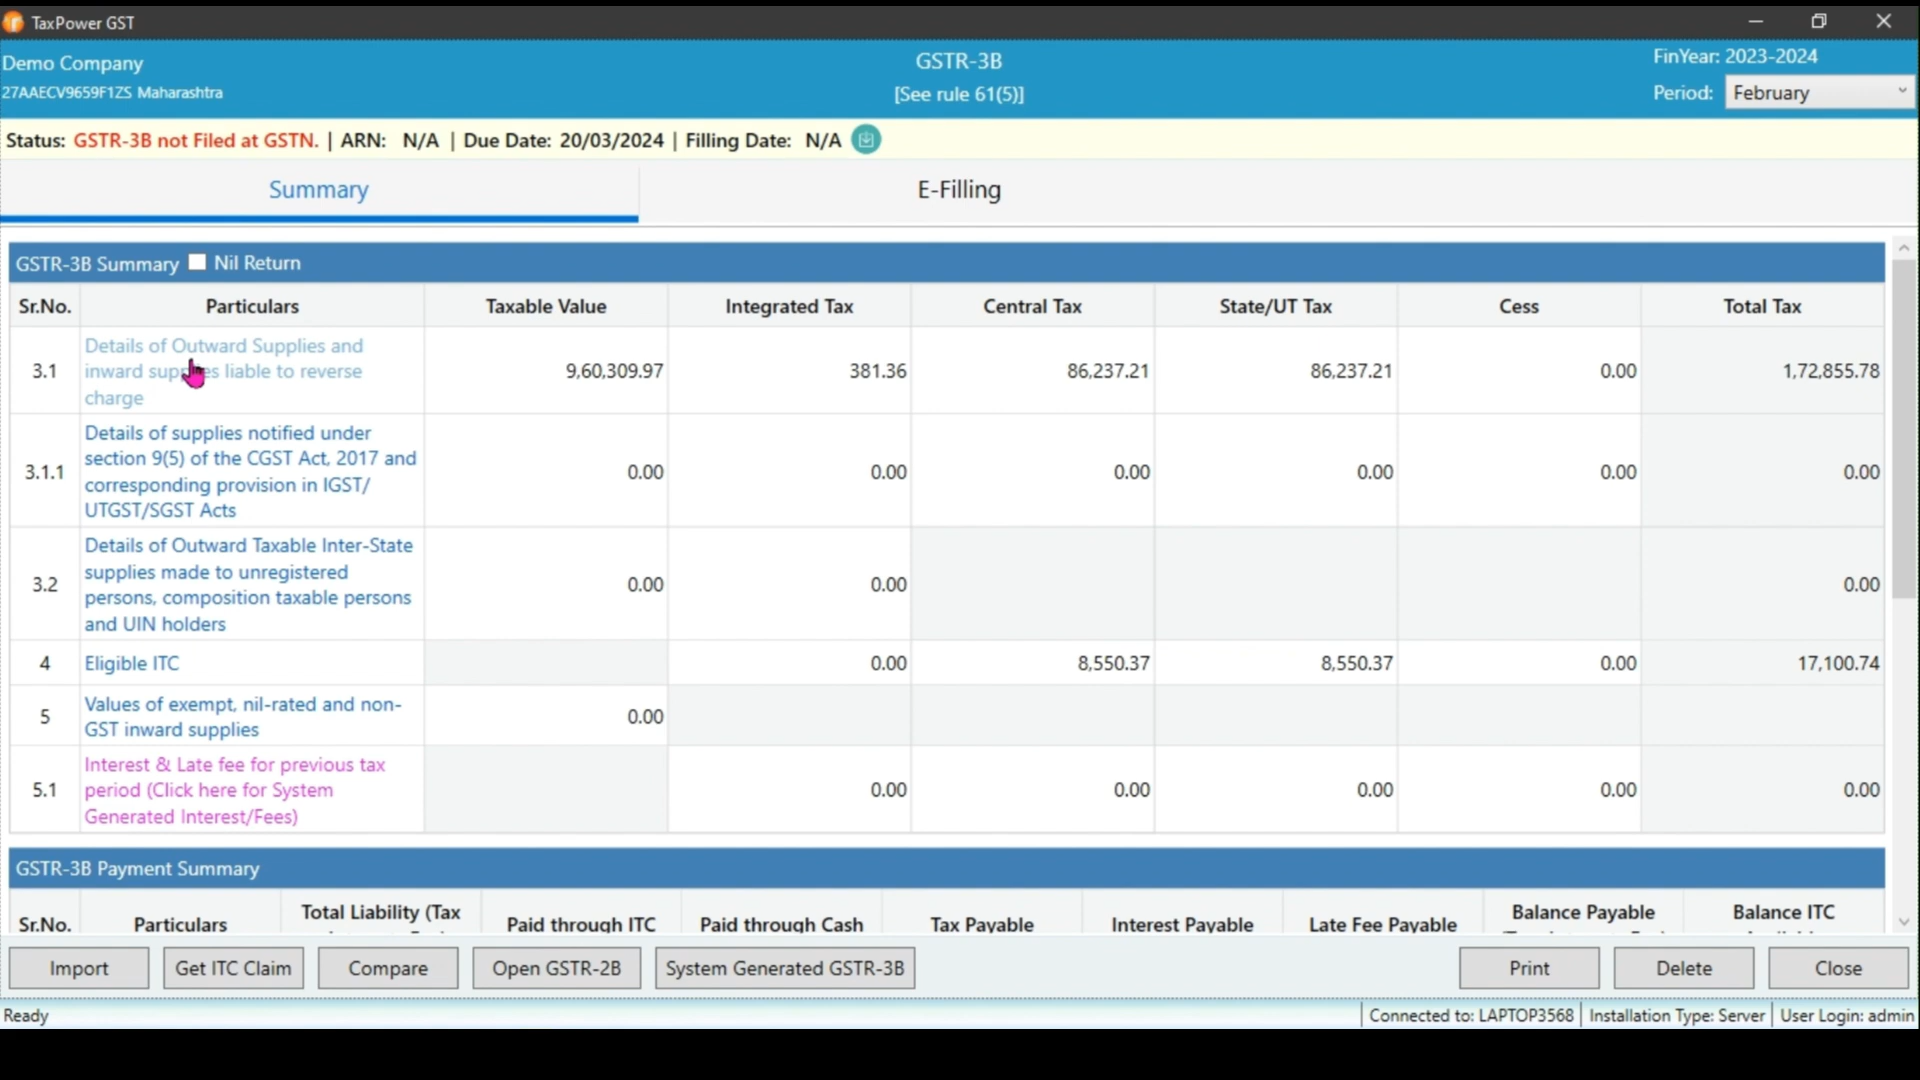 TaxPower GST
Demo Company
GSTR-3B
FinYear: 2023-2024
27AAECV9659F1ZS Maharashtra
[See rule 61(5)]
Period: February
Status: GSTR-3B not Filed at GSTN. | ARN: N/A | Due Date: 20/03/2024 | Filling Date: N/A
Summary
E-Filling
GSTR-3B Summary Nil Return
Sr.No. Particulars Taxable Value Integrated Tax Central Tax State/UT Tax Cess Total Tax
Details of Outward Supplies and
3.1 inward supplies liable to reverse 9,60,309.97 381.36 86,237.21 86,237.21 0.00 1,72,855.78
charge
Details of supplies notified under
section 9(5) of the CGST Act, 2017 and
3.1.1 0.00 0.00 0.00 0.00 0.00 0.00
corresponding provision in IGST/
UTGST/SGST Acts
Details of Outward Taxable Inter-State
supplies made to unregistered
3.2 0.00 0.00 0.00
persons, composition taxable persons
and UIN holders
4 Eligible ITC 0.00 8,550.37 8,550.37 0.00 17,100.74
Values of exempt, nil-rated and non-
5 0.00
GST inward supplies
Interest & Late fee for previous tax
5.1 period (Click here for System 0.00 0.00 0.00 0.00 0.00
Generated Interest/Fees)
GSTR-3B Payment Summary
Total Liability (Tax Balance Payable Balance ITC
Sr.No. Particulars Paid through ITC Paid through Cash Tax Payable Interest Payable Late Fee Payable
Import Get ITC Claim Compare Open GSTR-2B System Generated GSTR-3B Print Delete Close
Ready Connected to: LAPTOP3568 Installation Type: Server User Login: admin